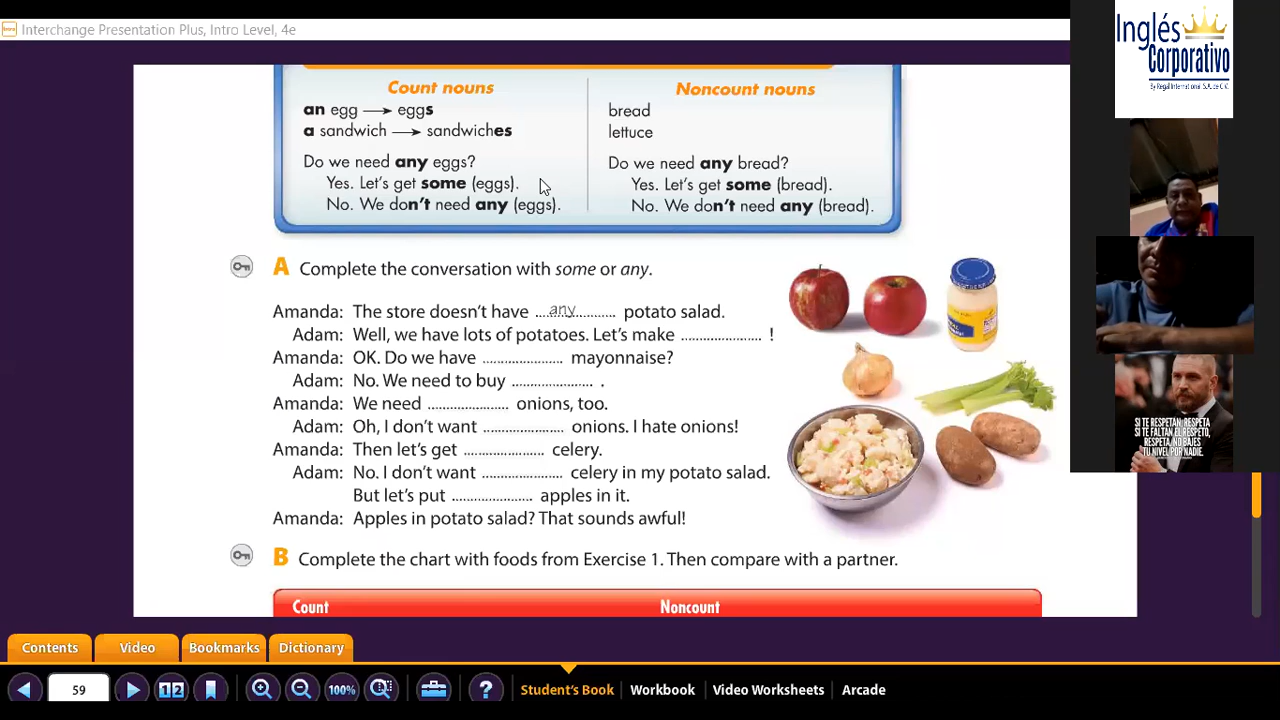 Interchange Presentation Plus, Intro Level, 4e
Inglés
Corporativo
By Regal International, S.A. de C.V.
Count nouns
an egg → eggs
a sandwich → sandwiches
Do we need any eggs?
Yes. Let's get some (eggs).
No. We don't need any (eggs).
Noncount nouns
bread
lettuce
Do we need any bread?
Yes. Let's get some (bread).
No. We don't need any (bread).
A Complete the conversation with some or any.
Amanda: The store doesn't have ....any.... potato salad.
Adam: Well, we have lots of potatoes. Let's make .................... !
Amanda: OK. Do we have .................... mayonnaise?
Adam: No. We need to buy .................... .
Amanda: We need .................... onions, too.
Adam: Oh, I don't want .................... onions. I hate onions!
Amanda: Then let's get .................... celery.
Adam: No. I don't want .................... celery in my potato salad.
But let's put .................... apples in it.
Amanda: Apples in potato salad? That sounds awful!
SI TE RESPETAN, RESPETA
SI TE FALTAN EL RESPETO,
RESPETA, NO BAJES
TU NIVEL POR NADIE.
B Complete the chart with foods from Exercise 1. Then compare with a partner.
Count Noncount
Contents Video Bookmarks Dictionary
59 12 100% ? Student's Book Workbook Video Worksheets Arcade